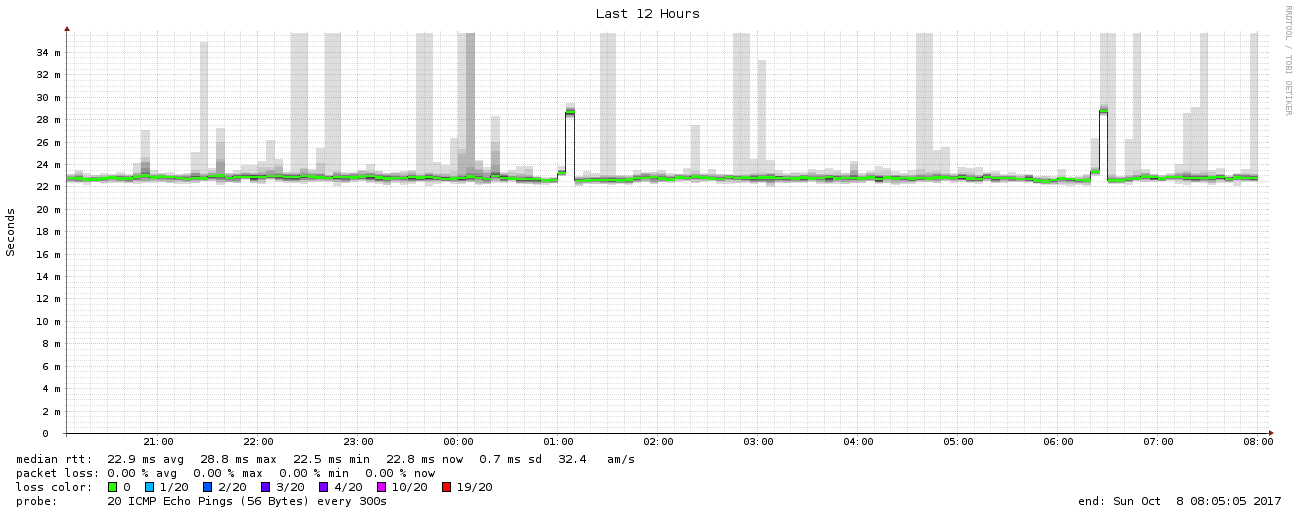 Last 12 Hours
RRDTOOL / TOBI OETIKER
Seconds
34 m
32 m
30 m
28 m
26 m
24 m
22 m
20 m
18 m
16 m
14 m
12 m
10 m
8 m
6 m
4 m
2 m
0
21:00 22:00 23:00 00:00 01:00 02:00 03:00 04:00 05:00 06:00 07:00 08:00
median rtt: 22.9 ms avg 28.8 ms max 22.5 ms min 22.8 ms now 0.7 ms sd 32.4 am/s
packet loss: 0.00 % avg 0.00 % max 0.00 % min 0.00 % now
loss color: 0 1/20 2/20 3/20 4/20 10/20 19/20
probe: 20 ICMP Echo Pings (56 Bytes) every 300s end: Sun Oct 8 08:05:05 2017